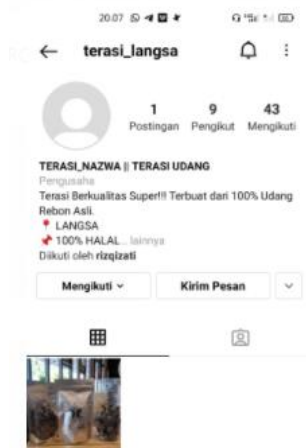 20.07
terasi_langsa
1 9 43
Postingan Pengikut Mengikuti
TERASI_NAZWA || TERASI UDANG
Pengusaha
Terasi Berkualitas Super!!! Terbuat dari 100% Udang
Rebon Asli.
📍 LANGSA
📌 100% HALAL... lainnya
Diikuti oleh rizqizati
Mengikuti Kirim Pesan